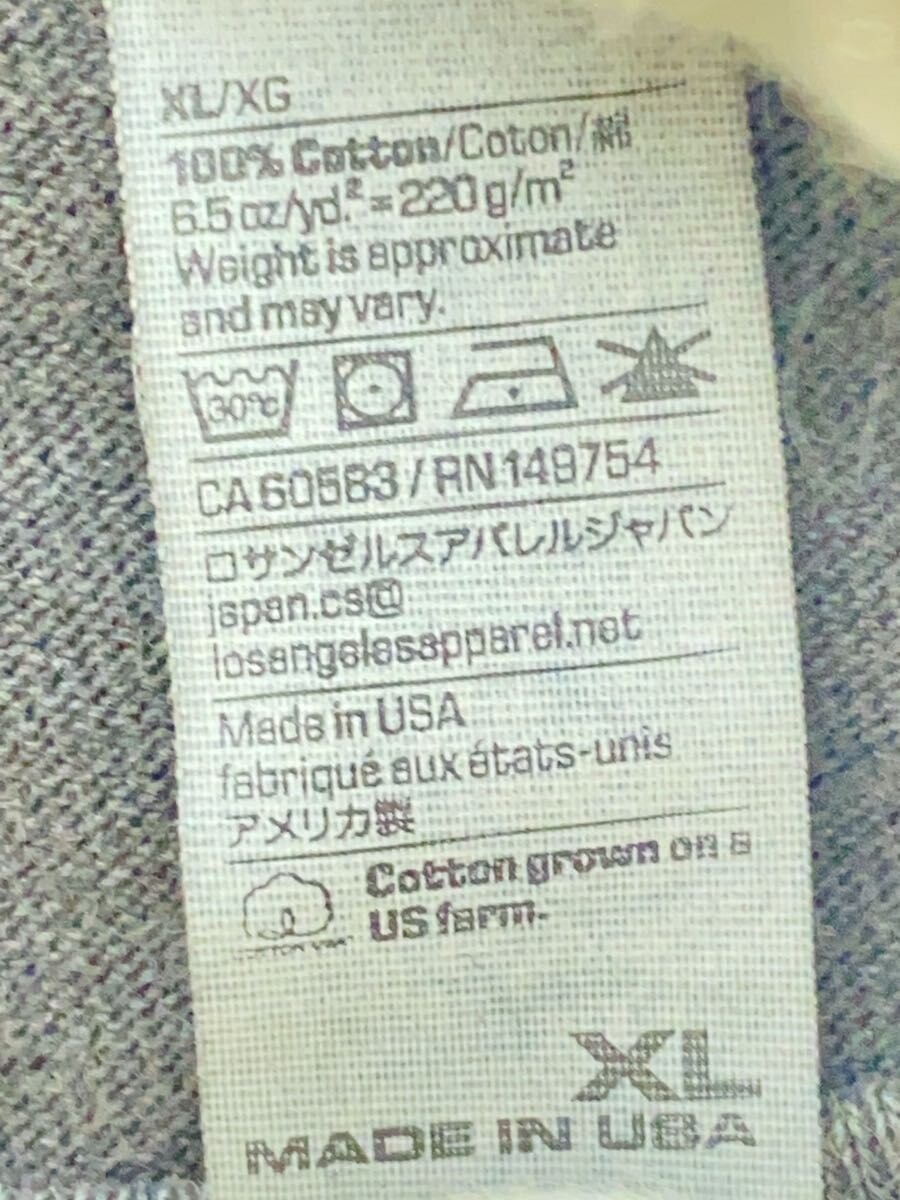 XL/XG
100% Cotton/Coton/綿
6.5 oz/yd.² = 220 g/m²
Weight is approximate
and may vary.
30°C
CA 60583 / RN 149754
ロサンゼルスアパレルジャパン
japan.cs@
losangelesapparel.net
Made in USA
fabriqué aux états-unis
アメリカ製
Cotton grown on a
US farm.
XL
MADE IN USA